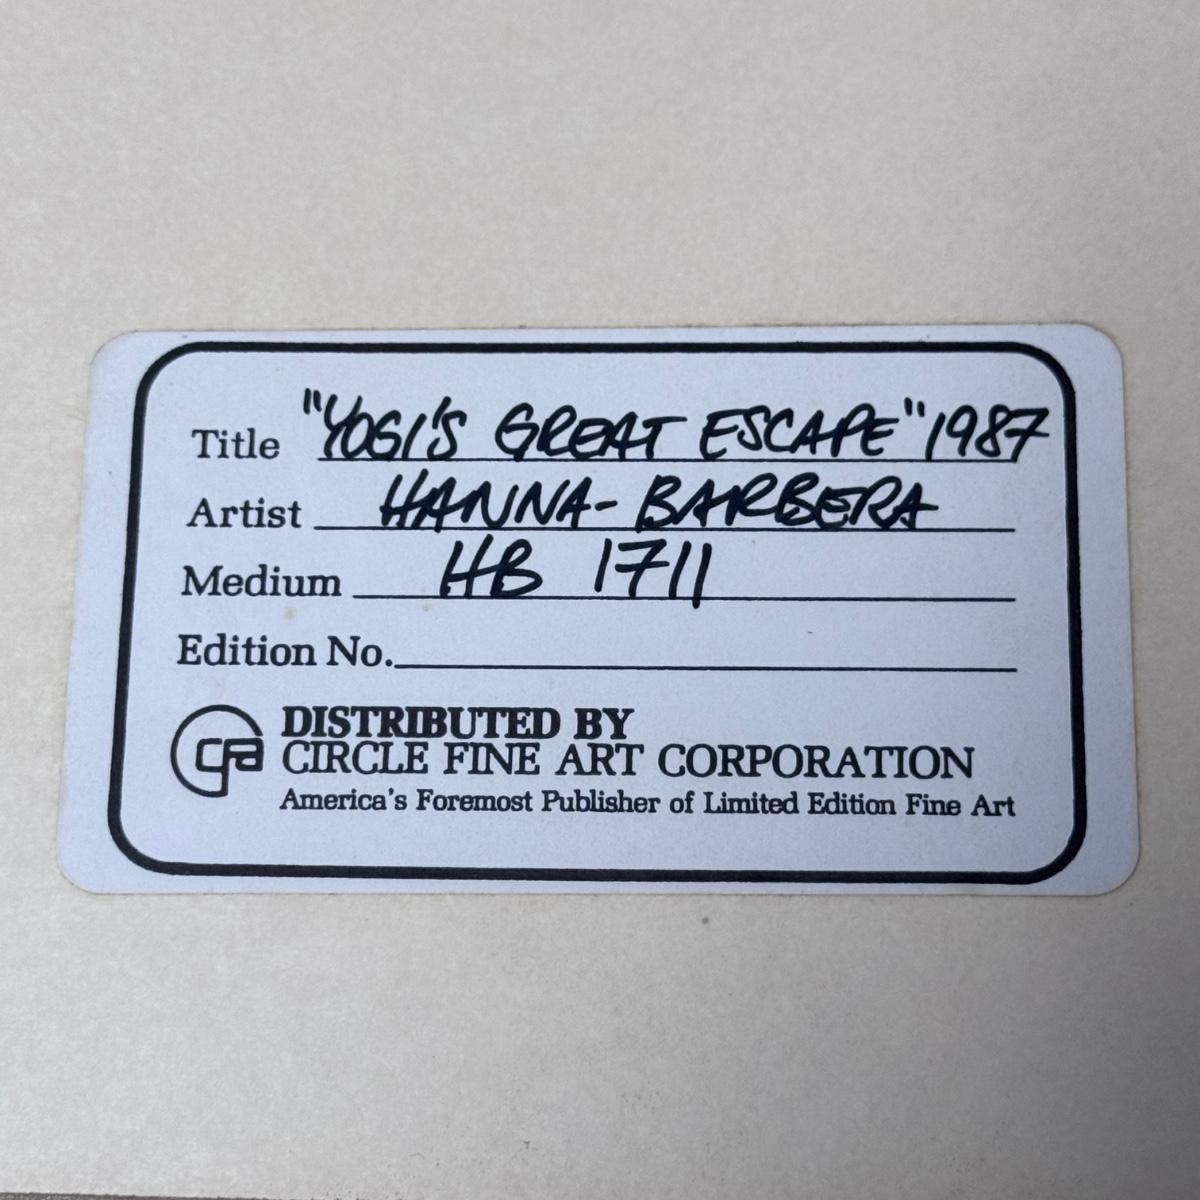 Title "YOGI'S GREAT ESCAPE" 1987
Artist HANNA-BARBERA
Medium HB 1711
Edition No.
CFA DISTRIBUTED BY
CIRCLE FINE ART CORPORATION
America's Foremost Publisher of Limited Edition Fine Art